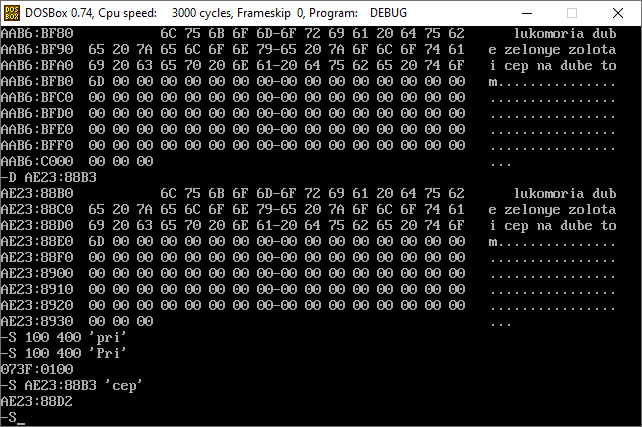 DOS BOX DOSBox 0.74, Cpu speed: 3000 cycles, Frameskip 0, Program: DEBUG
AAB6:BF80 6C 75 6B 6F 6D-6F 72 69 61 20 64 75 62 lukomoria dub
AAB6:BF90 65 20 7A 65 6C 6F 6E 79-65 20 7A 6F 6C 6F 74 61 e zelonye zolota
AAB6:BFA0 69 20 63 65 70 20 6E 61-20 64 75 62 65 20 74 6F i cep na dube to
AAB6:BFB0 6D 00 00 00 00 00 00 00-00 00 00 00 00 00 00 00 m...............
AAB6:BFC0 00 00 00 00 00 00 00 00-00 00 00 00 00 00 00 00 ................
AAB6:BFD0 00 00 00 00 00 00 00 00-00 00 00 00 00 00 00 00 ................
AAB6:BFE0 00 00 00 00 00 00 00 00-00 00 00 00 00 00 00 00 ................
AAB6:BFF0 00 00 00 00 00 00 00 00-00 00 00 00 00 00 00 00 ................
AAB6:C000 00 00 00 ...
-D AE23:88B3
AE23:88B0 6C 75 6B 6F 6D-6F 72 69 61 20 64 75 62 lukomoria dub
AE23:88C0 65 20 7A 65 6C 6F 6E 79-65 20 7A 6F 6C 6F 74 61 e zelonye zolota
AE23:88D0 69 20 63 65 70 20 6E 61-20 64 75 62 65 20 74 6F i cep na dube to
AE23:88E0 6D 00 00 00 00 00 00 00-00 00 00 00 00 00 00 00 m...............
AE23:88F0 00 00 00 00 00 00 00 00-00 00 00 00 00 00 00 00 ................
AE23:8900 00 00 00 00 00 00 00 00-00 00 00 00 00 00 00 00 ................
AE23:8910 00 00 00 00 00 00 00 00-00 00 00 00 00 00 00 00 ................
AE23:8920 00 00 00 00 00 00 00 00-00 00 00 00 00 00 00 00 ................
AE23:8930 00 00 00 ...
-S 100 400 'pri'
-S 100 400 'Pri'
073F:0100
-S AE23:88B3 'cep'
AE23:88D2
-S_